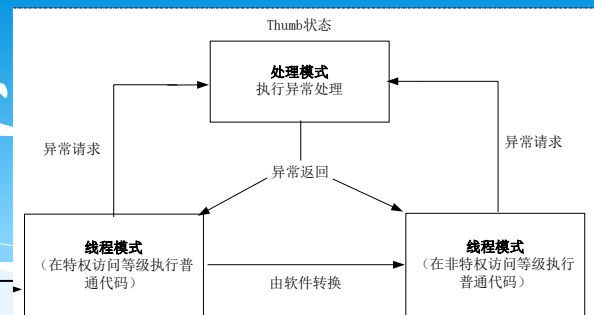 Thumb状态
处理模式
执行异常处理
异常请求
异常请求
异常返回
线程模式
（在特权访问等级执行普
通代码）
由软件转换
线程模式
（在非特权访问等级执行
普通代码）